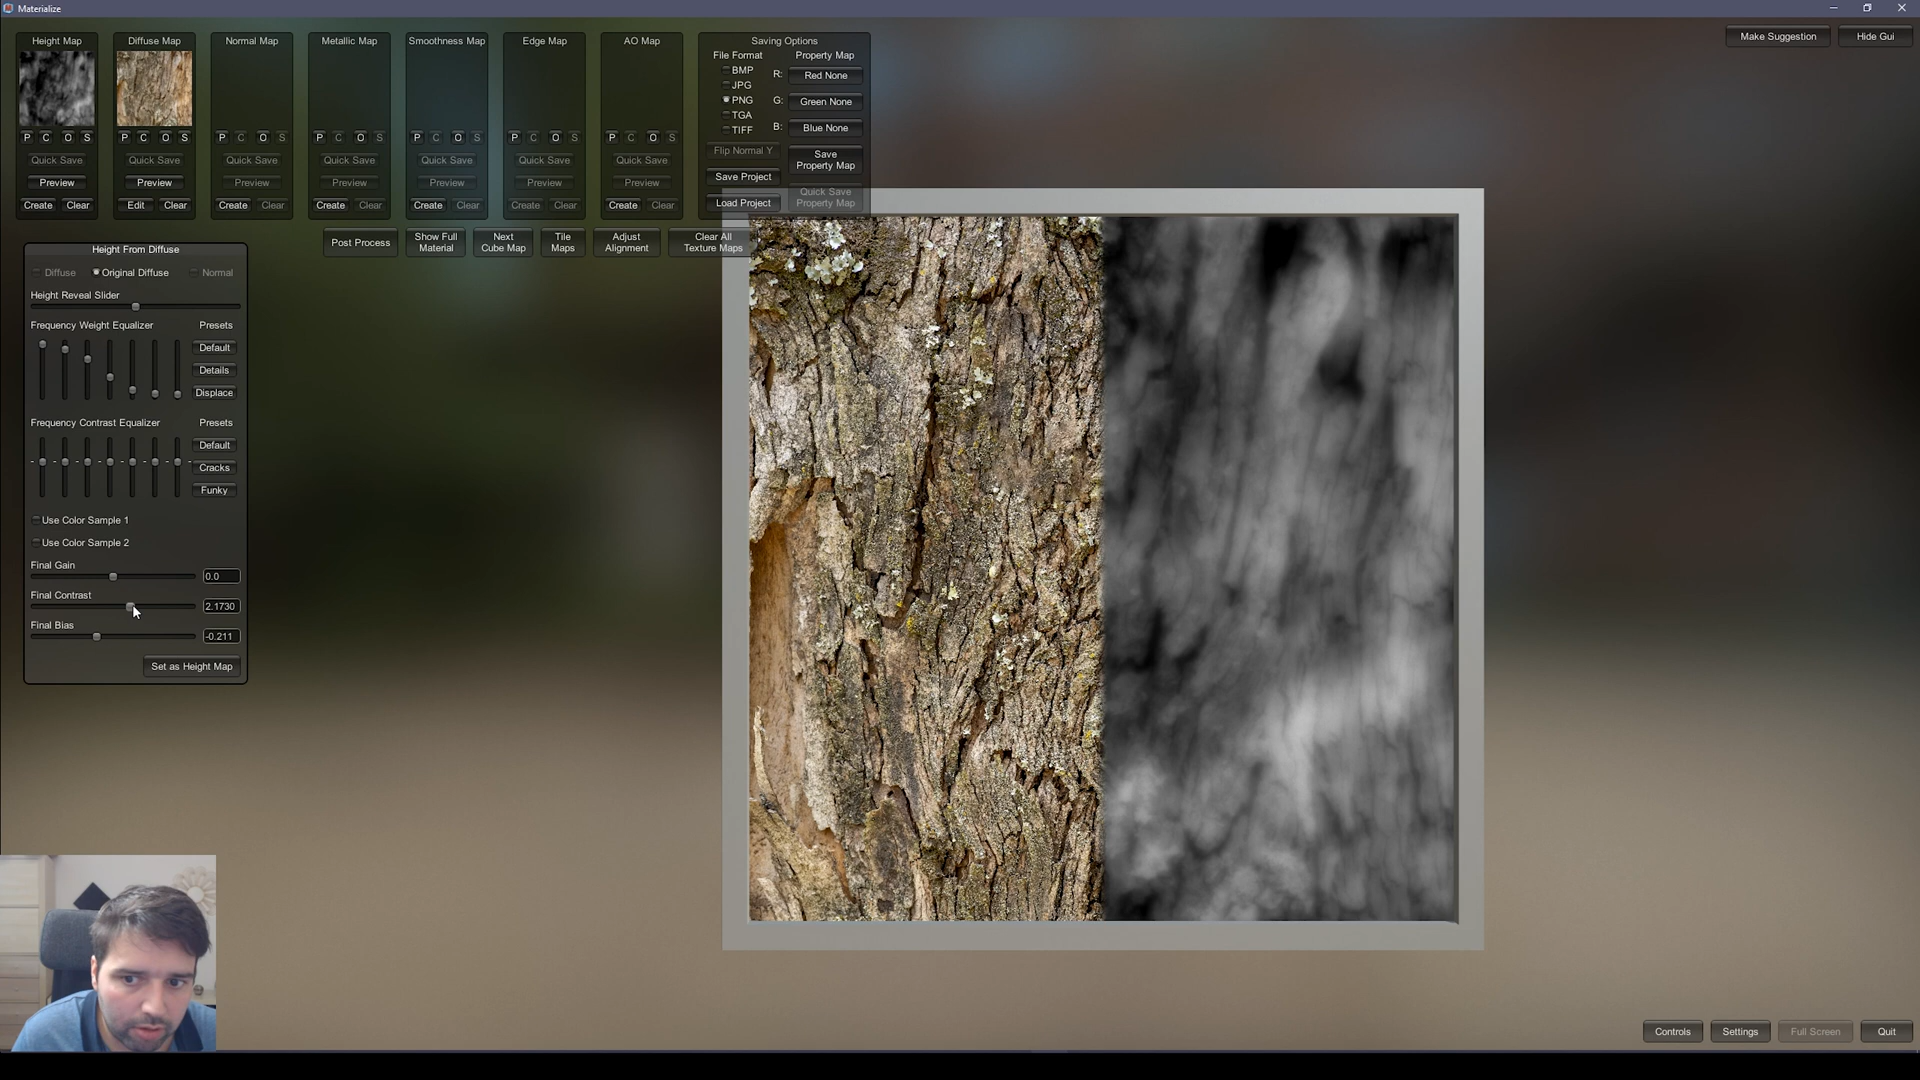 Materialize
Make Suggestion
Hide Gui
Height Map
Diffuse Map
Normal Map
Metallic Map
Smoothness Map
Edge Map
AO Map
P C O S
P C O S
P C O S
P C O S
P C O S
P C O S
P C O S
Quick Save
Quick Save
Quick Save
Quick Save
Quick Save
Quick Save
Quick Save
Preview
Preview
Preview
Preview
Preview
Preview
Preview
Create Clear
Edit Clear
Create Clear
Create Clear
Create Clear
Create Clear
Create Clear
Saving Options
File Format
Property Map
BMP
JPG
PNG
TGA
TIFF
R: Red None
G: Green None
B: Blue None
Flip Normal Y
Save
Property Map
Save Project
Quick Save
Property Map
Load Project
Post Process
Show Full
Material
Next
Cube Map
Tile
Maps
Adjust
Alignment
Clear All
Texture Maps
Height From Diffuse
Diffuse
Original Diffuse
Normal
Height Reveal Slider
Frequency Weight Equalizer
Presets
Default
Details
Displace
Frequency Contrast Equalizer
Presets
Default
Cracks
Funky
Use Color Sample 1
Use Color Sample 2
Final Gain
0.0
Final Contrast
2.1730
Final Bias
-0.211
Set as Height Map
Controls
Settings
Full Screen
Quit